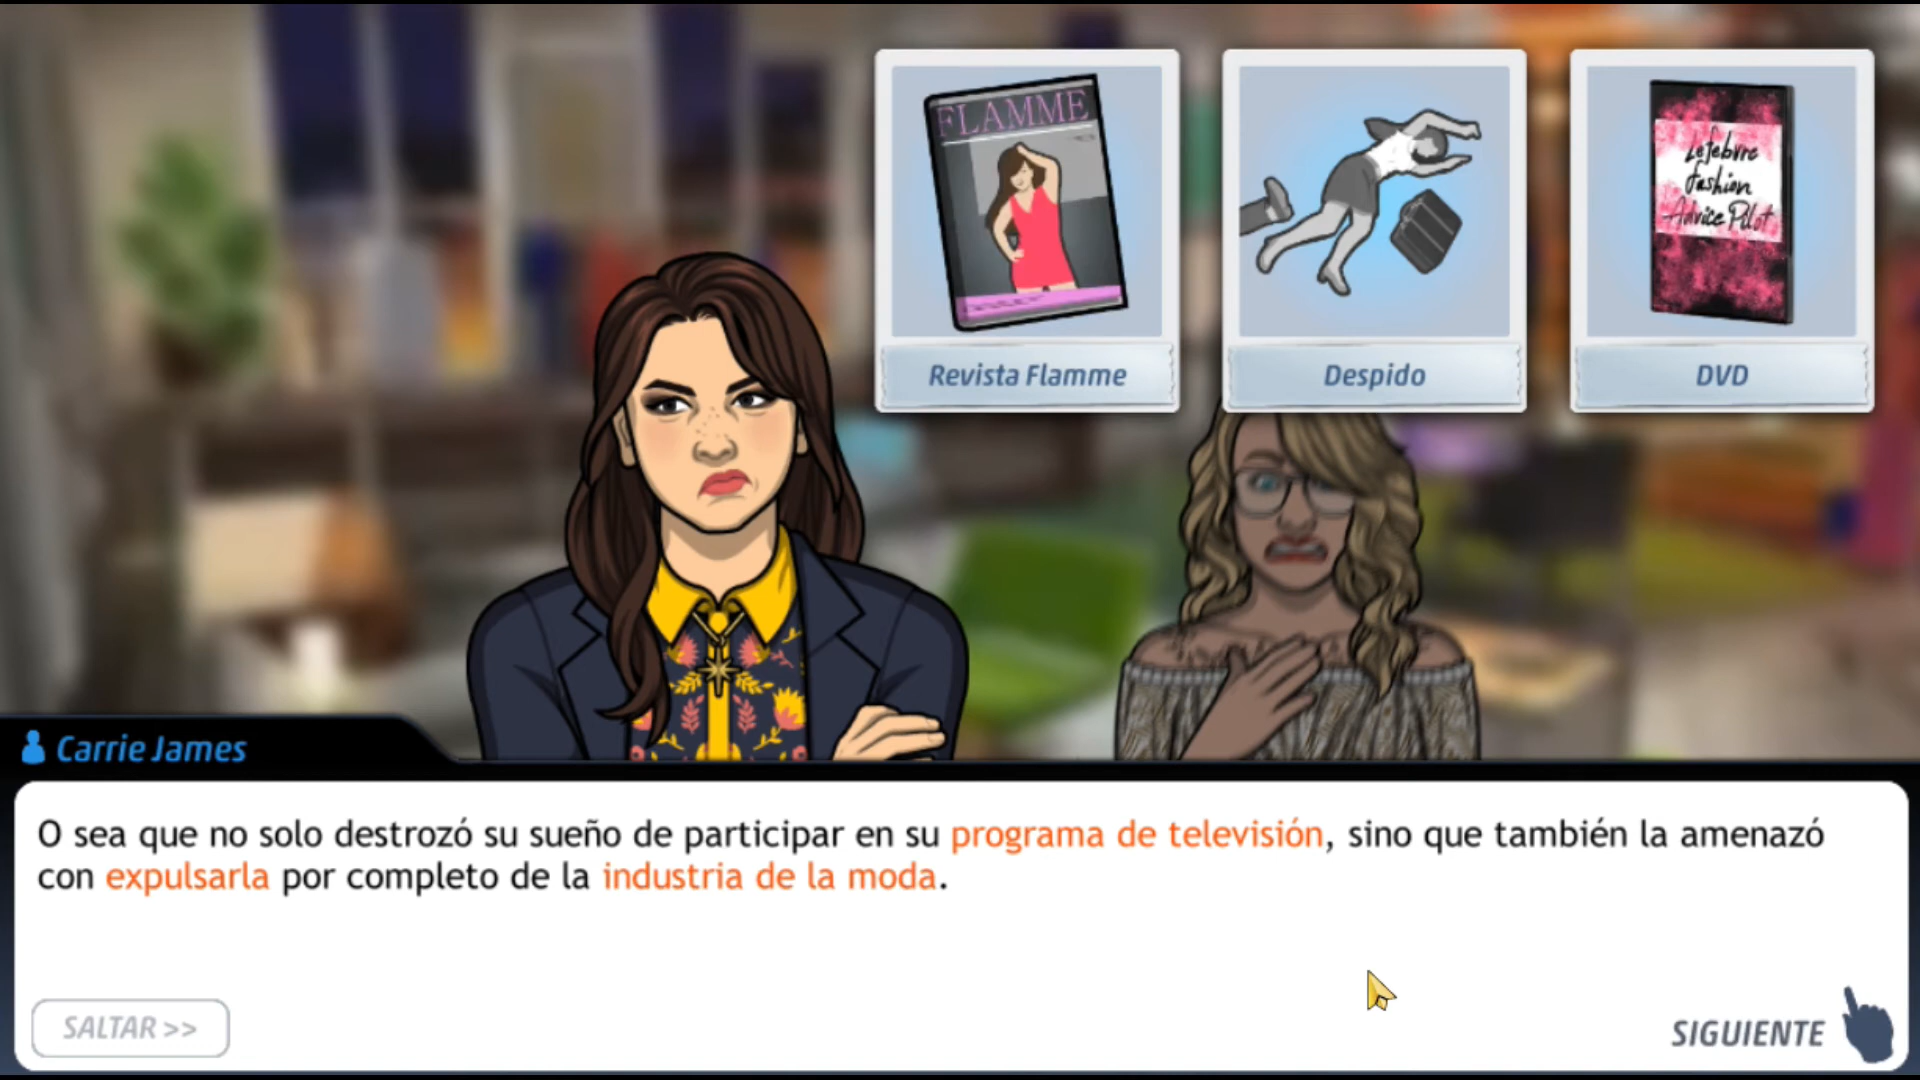 FLAMME
Lefebvre
fashion
Advice Pilot
Revista Flamme
Despido
DVD
Carrie James
O sea que no solo destrozó su sueño de participar en su programa de televisión, sino que también la amenazó
con expulsarla por completo de la industria de la moda.
SALTAR >>
SIGUIENTE